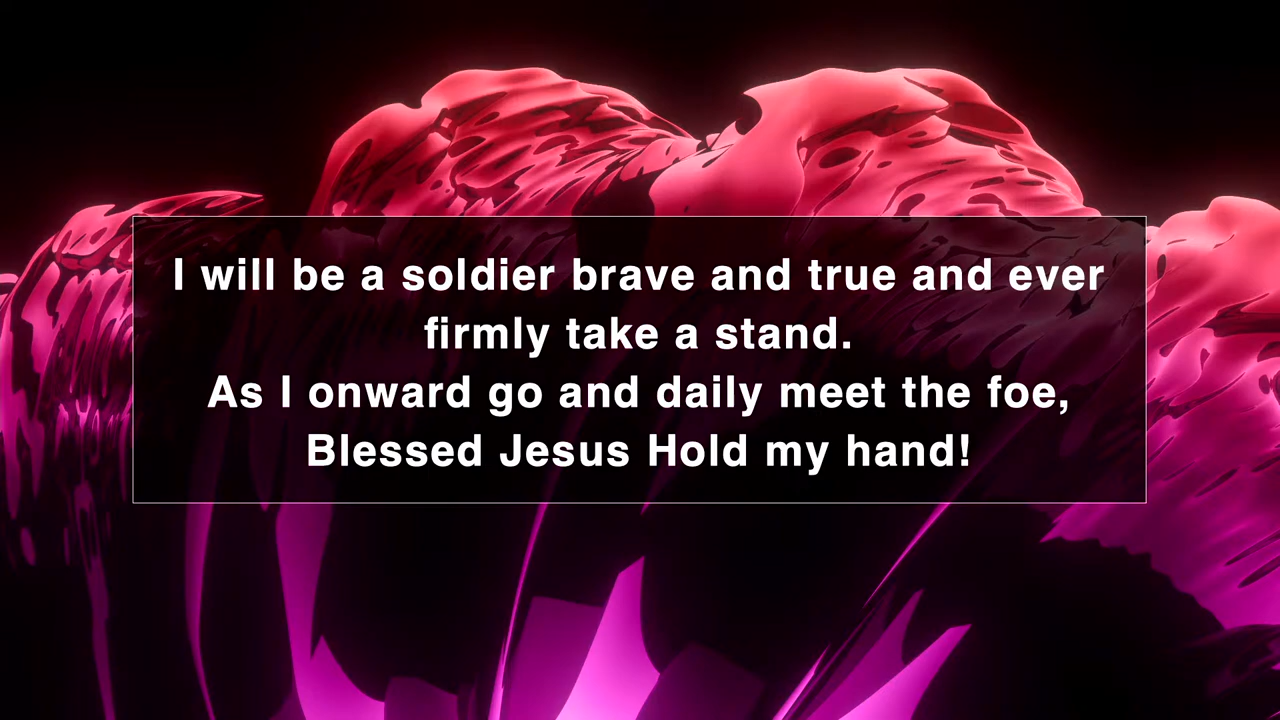 I will be a soldier brave and true and ever
firmly take a stand.
As I onward go and daily meet the foe,
Blessed Jesus Hold my hand!